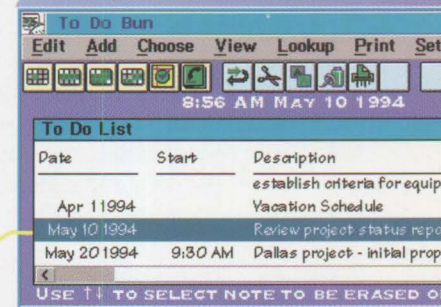 To Do Bun
Edit Add Choose View Lookup Print Set
8:56 AM MAY 10 1994
To Do List
Date Start Description
establish criteria for equip
Apr 1 1994 Vacation Schedule
May 10 1994 Review project status repo
May 20 1994 9:30 AM Dallas project - initial prop
USE ↑↓ TO SELECT NOTE TO BE ERASED O